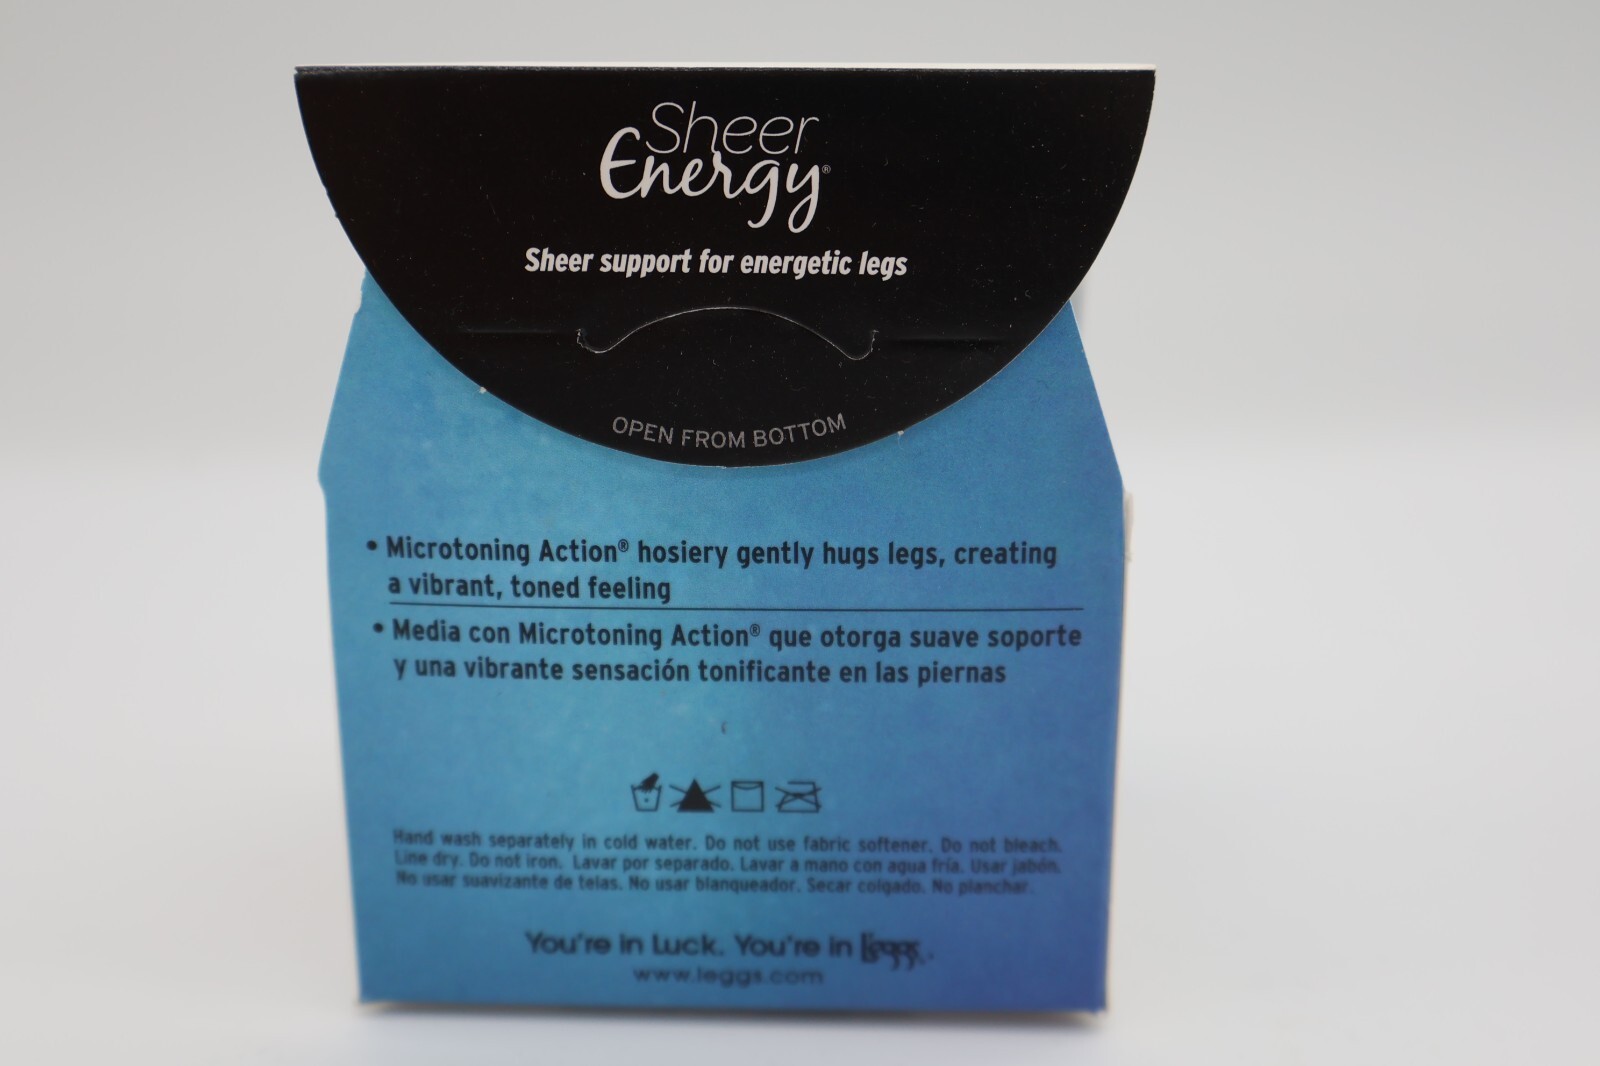 Sheer
Energy®
Sheer support for energetic legs
OPEN FROM BOTTOM
• Microtoning Action® hosiery gently hugs legs, creating
a vibrant, toned feeling
• Media con Microtoning Action® que otorga suave soporte
y una vibrante sensación tonificante en las piernas
Hand wash separately in cold water. Do not use fabric softener. Do not bleach.
Line dry. Do not iron. Lavar por separado. Lavar a mano con agua fría. Usar jabón.
No usar suavizante de telas. No usar blanqueador. Secar colgado. No planchar.
You're in Luck. You're in L'eggs.
www.leggs.com